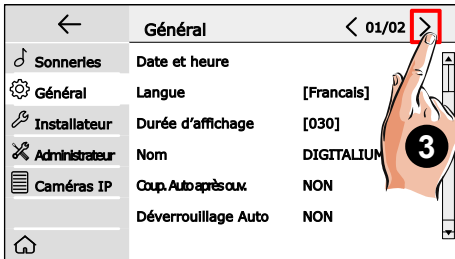 Général
01/02
Sonneries
Général
Installateur
Administrateur
Caméras IP
Date et heure
Langue [Francais]
Durée d'affichage [030]
Nom DIGITALIUM
Coup. Auto après ouv. NON
Déverrouillage Auto NON
3